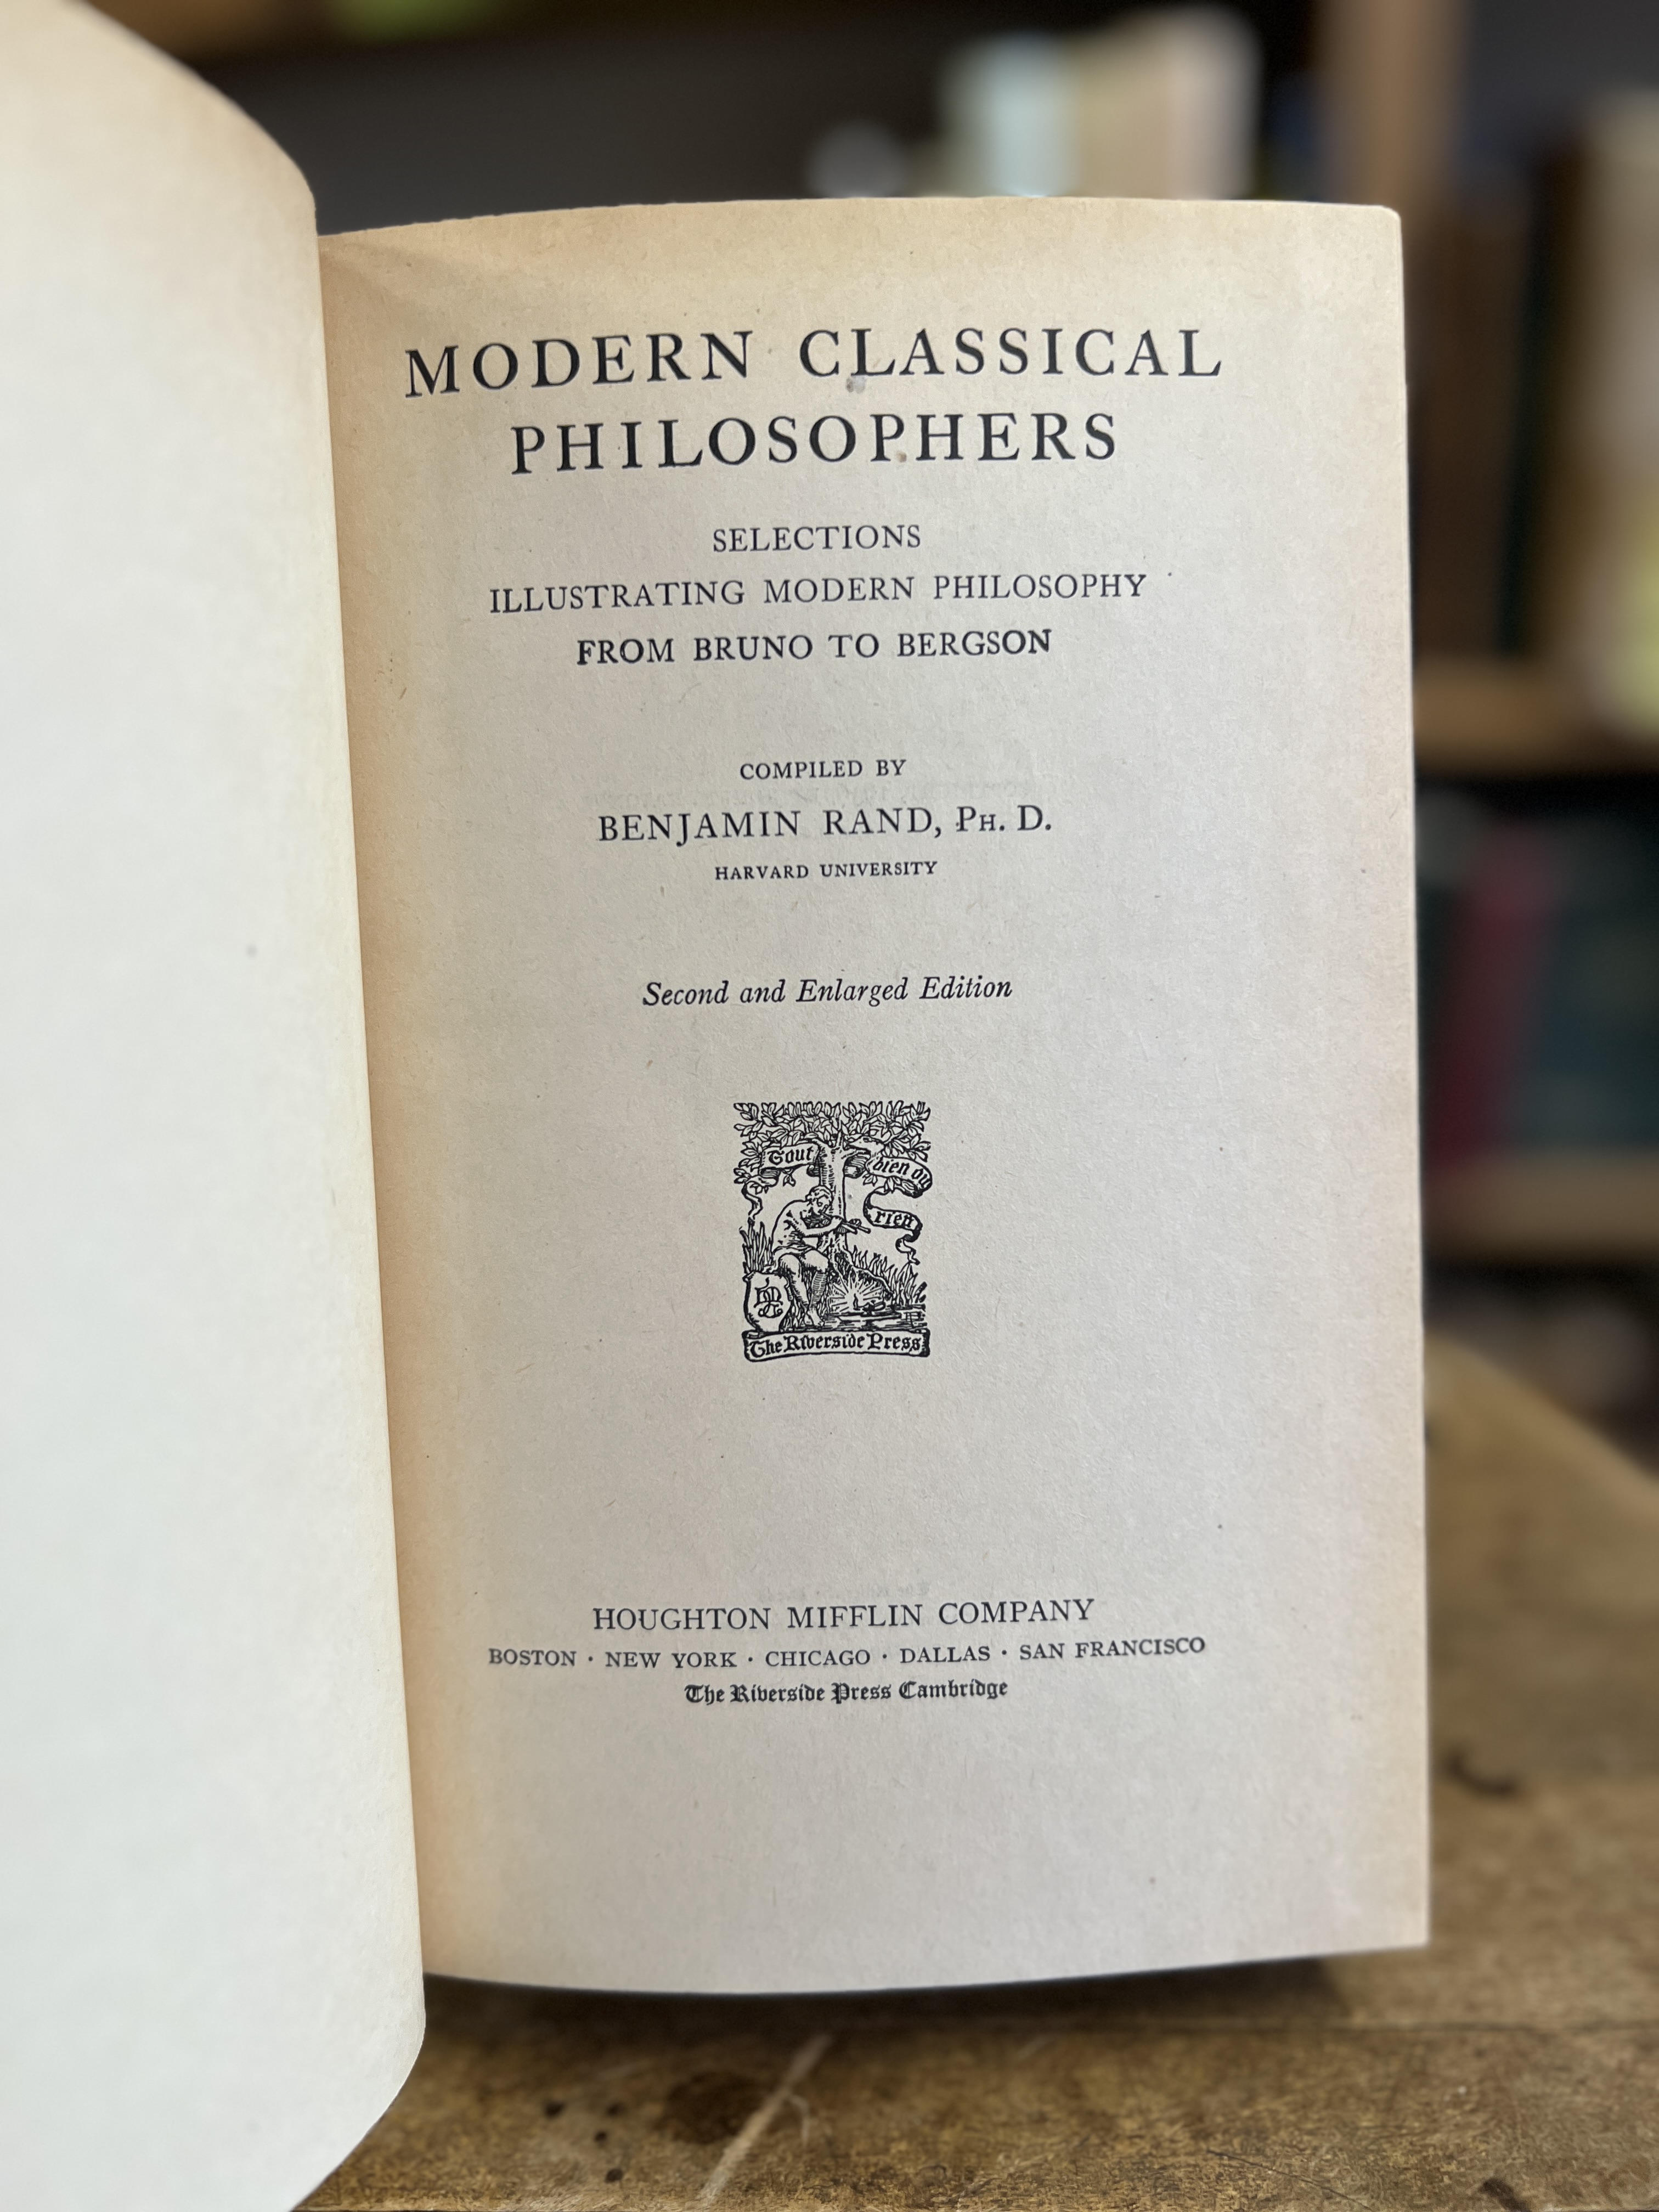 MODERN CLASSICAL
PHILOSOPHERS
SELECTIONS
ILLUSTRATING MODERN PHILOSOPHY
FROM BRUNO TO BERGSON
COMPILED BY
BENJAMIN RAND, PH. D.
HARVARD UNIVERSITY
Second and Enlarged Edition
Tout
bien ou
rien
The Riverside Press
HOUGHTON MIFFLIN COMPANY
BOSTON · NEW YORK · CHICAGO · DALLAS · SAN FRANCISCO
The Riverside Press Cambridge